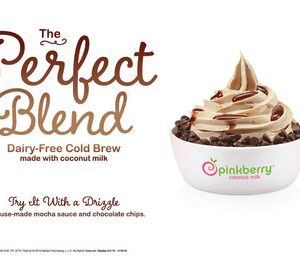 The
Perfect
Blend
Dairy-Free Cold Brew
made with coconut milk
Try It With a Drizzle
use-made mocha sauce and chocolate chips.
pinkberry
coconut milk